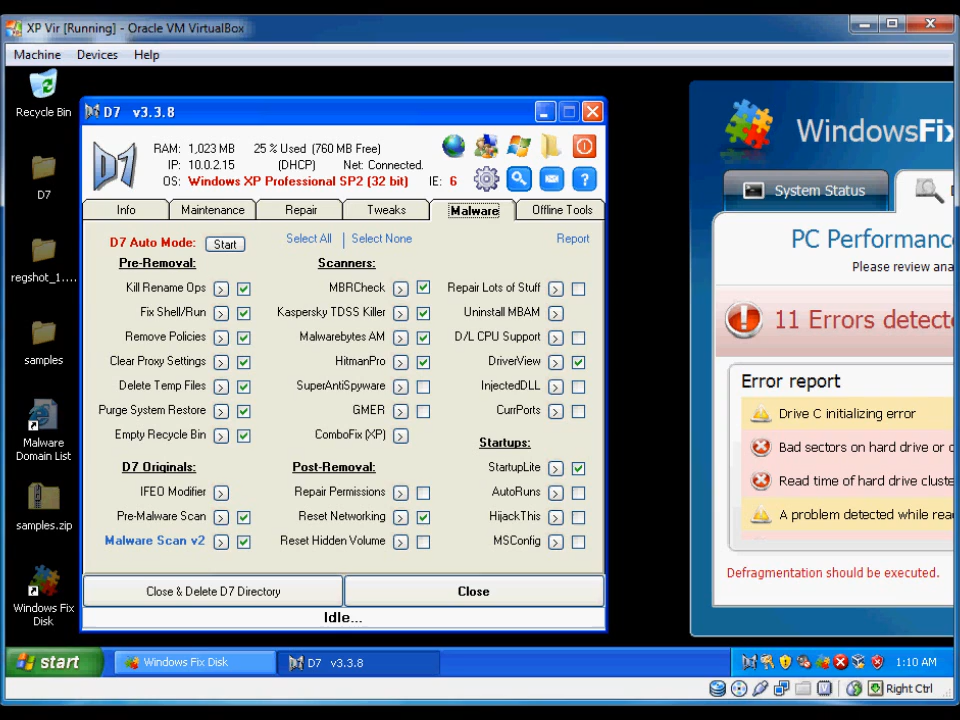 XP Vir [Running] - Oracle VM VirtualBox
Machine Devices Help
Recycle Bin
D7
regshot_1....
samples
Malware
Domain List
samples.zip
Windows Fix
Disk
D7 v3.3.8
D7
RAM: 1,023 MB 25 % Used (760 MB Free)
IP: 10.0.2.15 (DHCP) Net: Connected.
OS: Windows XP Professional SP2 (32 bit) IE: 6
Info Maintenance Repair Tweaks Malware Offline Tools
D7 Auto Mode: Start Select All | Select None Report
Pre-Removal:
Kill Rename Ops >
Fix Shell/Run >
Remove Policies >
Clear Proxy Settings >
Delete Temp Files >
Purge System Restore >
Empty Recycle Bin >
D7 Originals:
IFEO Modifier >
Pre-Malware Scan >
Malware Scan v2 >
Scanners:
MBRCheck >
Kaspersky TDSS Killer >
Malwarebytes AM >
HitmanPro >
SuperAntiSpyware >
GMER >
ComboFix (XP) >
Post-Removal:
Repair Permissions >
Reset Networking >
Reset Hidden Volume >
Repair Lots of Stuff >
Uninstall MBAM >
D/L CPU Support >
DriverView >
InjectedDLL >
CurrPorts >
Startups:
StartupLite >
AutoRuns >
HijackThis >
MSConfig >
Close & Delete D7 Directory Close
Idle...
WindowsFix
System Status
PC Performanc
Please review ana
11 Errors detecte
Error report
Drive C initializing error
Bad sectors on hard drive or c
Read time of hard drive cluste
A problem detected while rea
Defragmentation should be executed.
start Windows Fix Disk D7 v3.3.8 1:10 AM
Right Ctrl